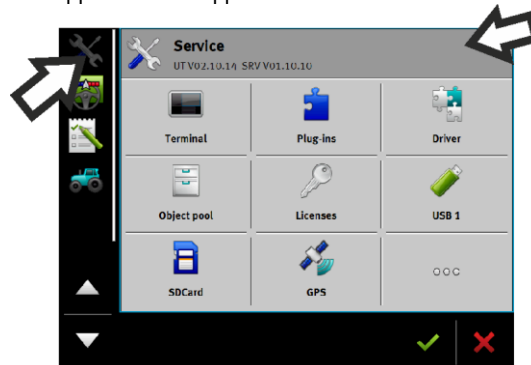 Service
UT V02.10.14 SRV V01.10.10
Terminal
Plug-ins
Driver
Object pool
Licenses
USB 1
SDCard
GPS